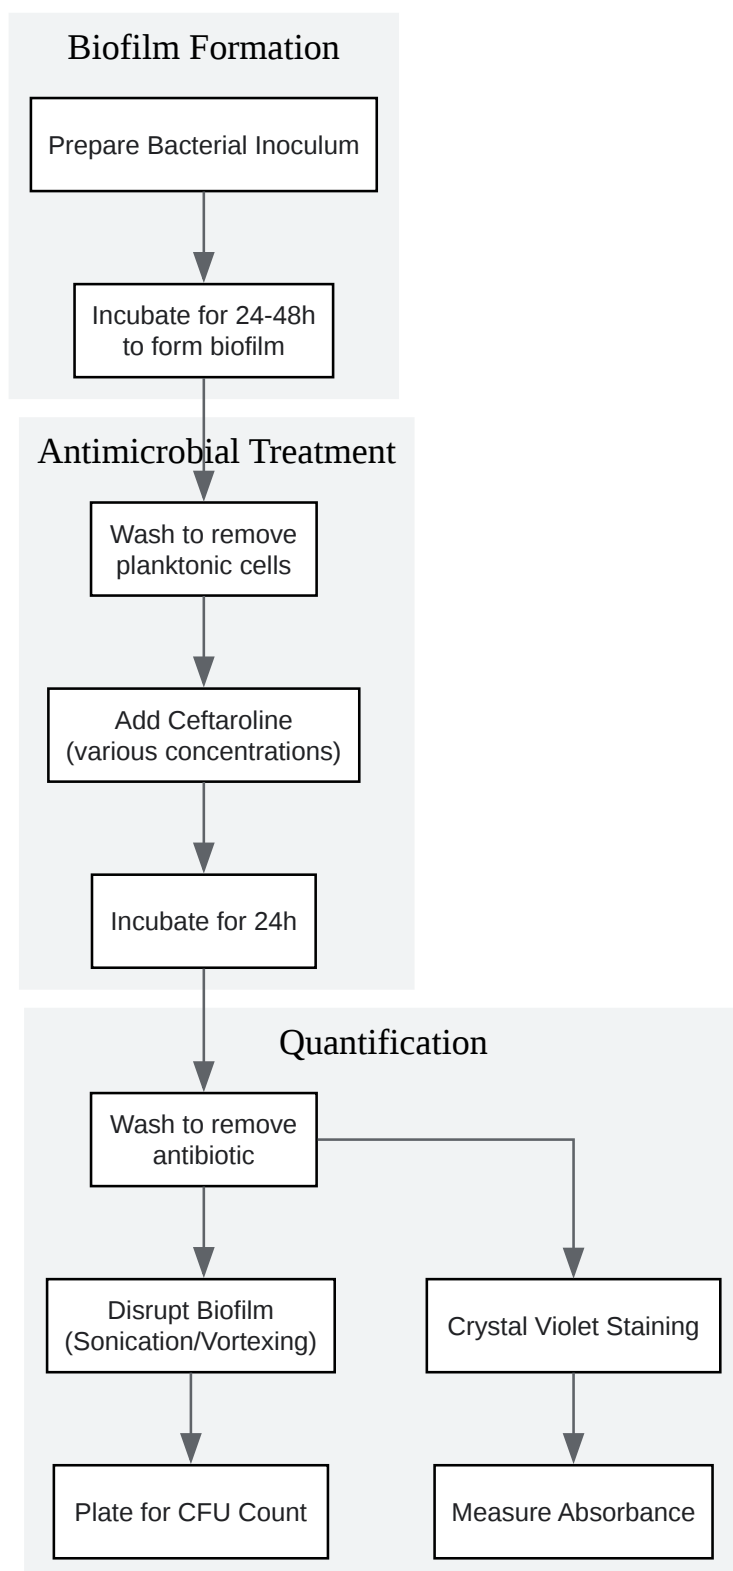 Biofilm Formation
Prepare Bacterial Inoculum
Incubate for 24-48h
to form biofilm
Antimicrobial Treatment
Wash to remove
planktonic cells
Add Ceftaroline
(various concentrations)
Incubate for 24h
Quantification
Wash to remove
antibiotic
Disrupt Biofilm
(Sonication/Vortexing)
Crystal Violet Staining
Plate for CFU Count
Measure Absorbance